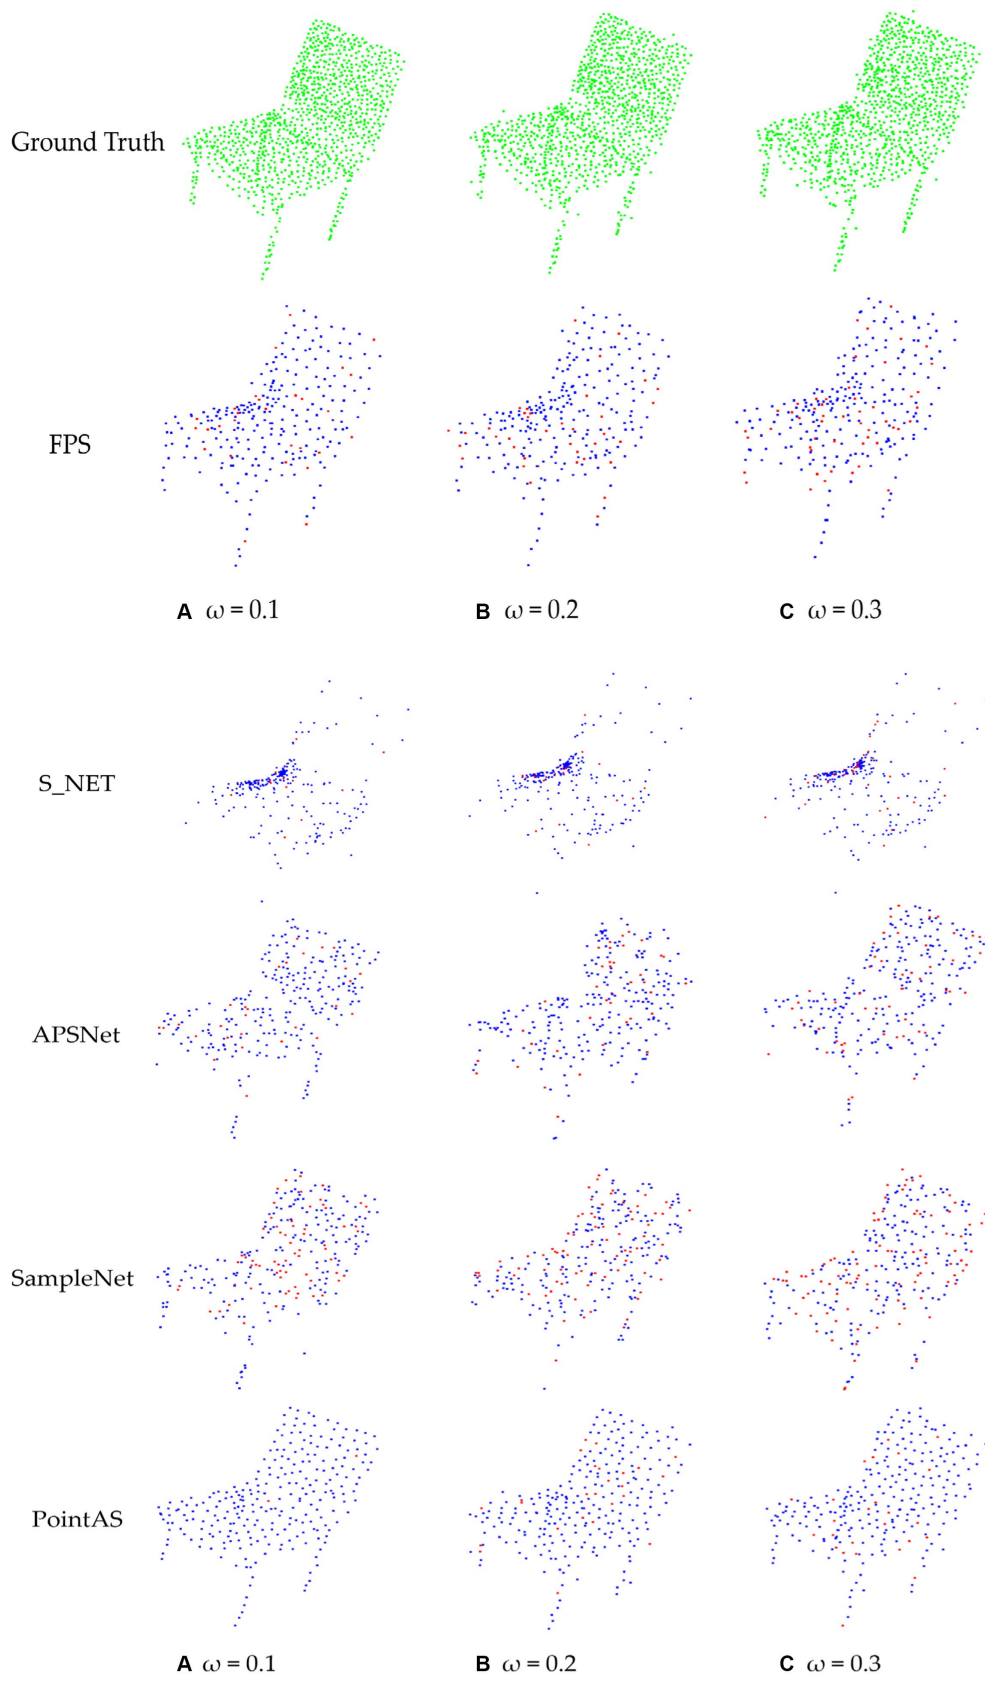 Ground Truth
FPS
A ω = 0.1
B ω = 0.2
C ω = 0.3
S_NET
APSNet
SampleNet
PointAS
A ω = 0.1
B ω = 0.2
C ω = 0.3